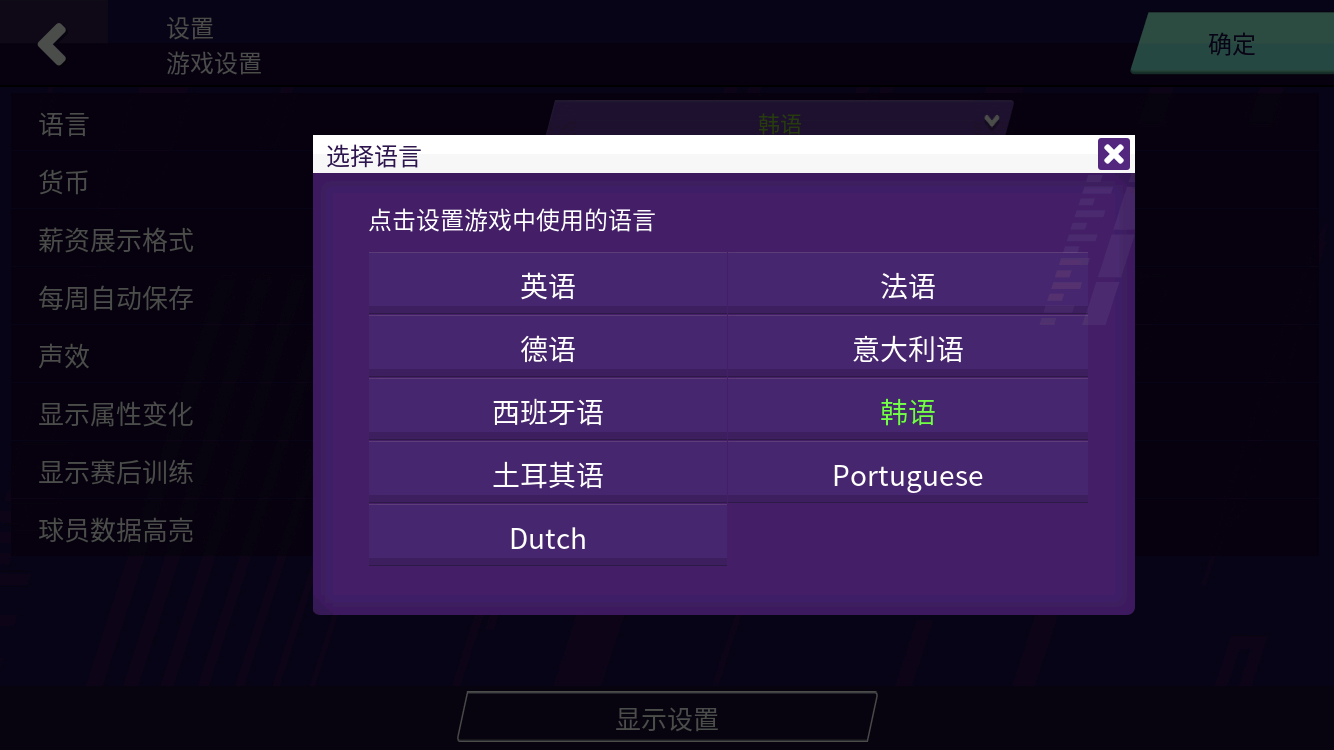 设置
游戏设置
确定
语言
韩语
货币
薪资展示格式
每周自动保存
声效
显示属性变化
显示赛后训练
球员数据高亮
选择语言
点击设置游戏中使用的语言
英语
法语
德语
意大利语
西班牙语
韩语
土耳其语
Portuguese
Dutch
显示设置